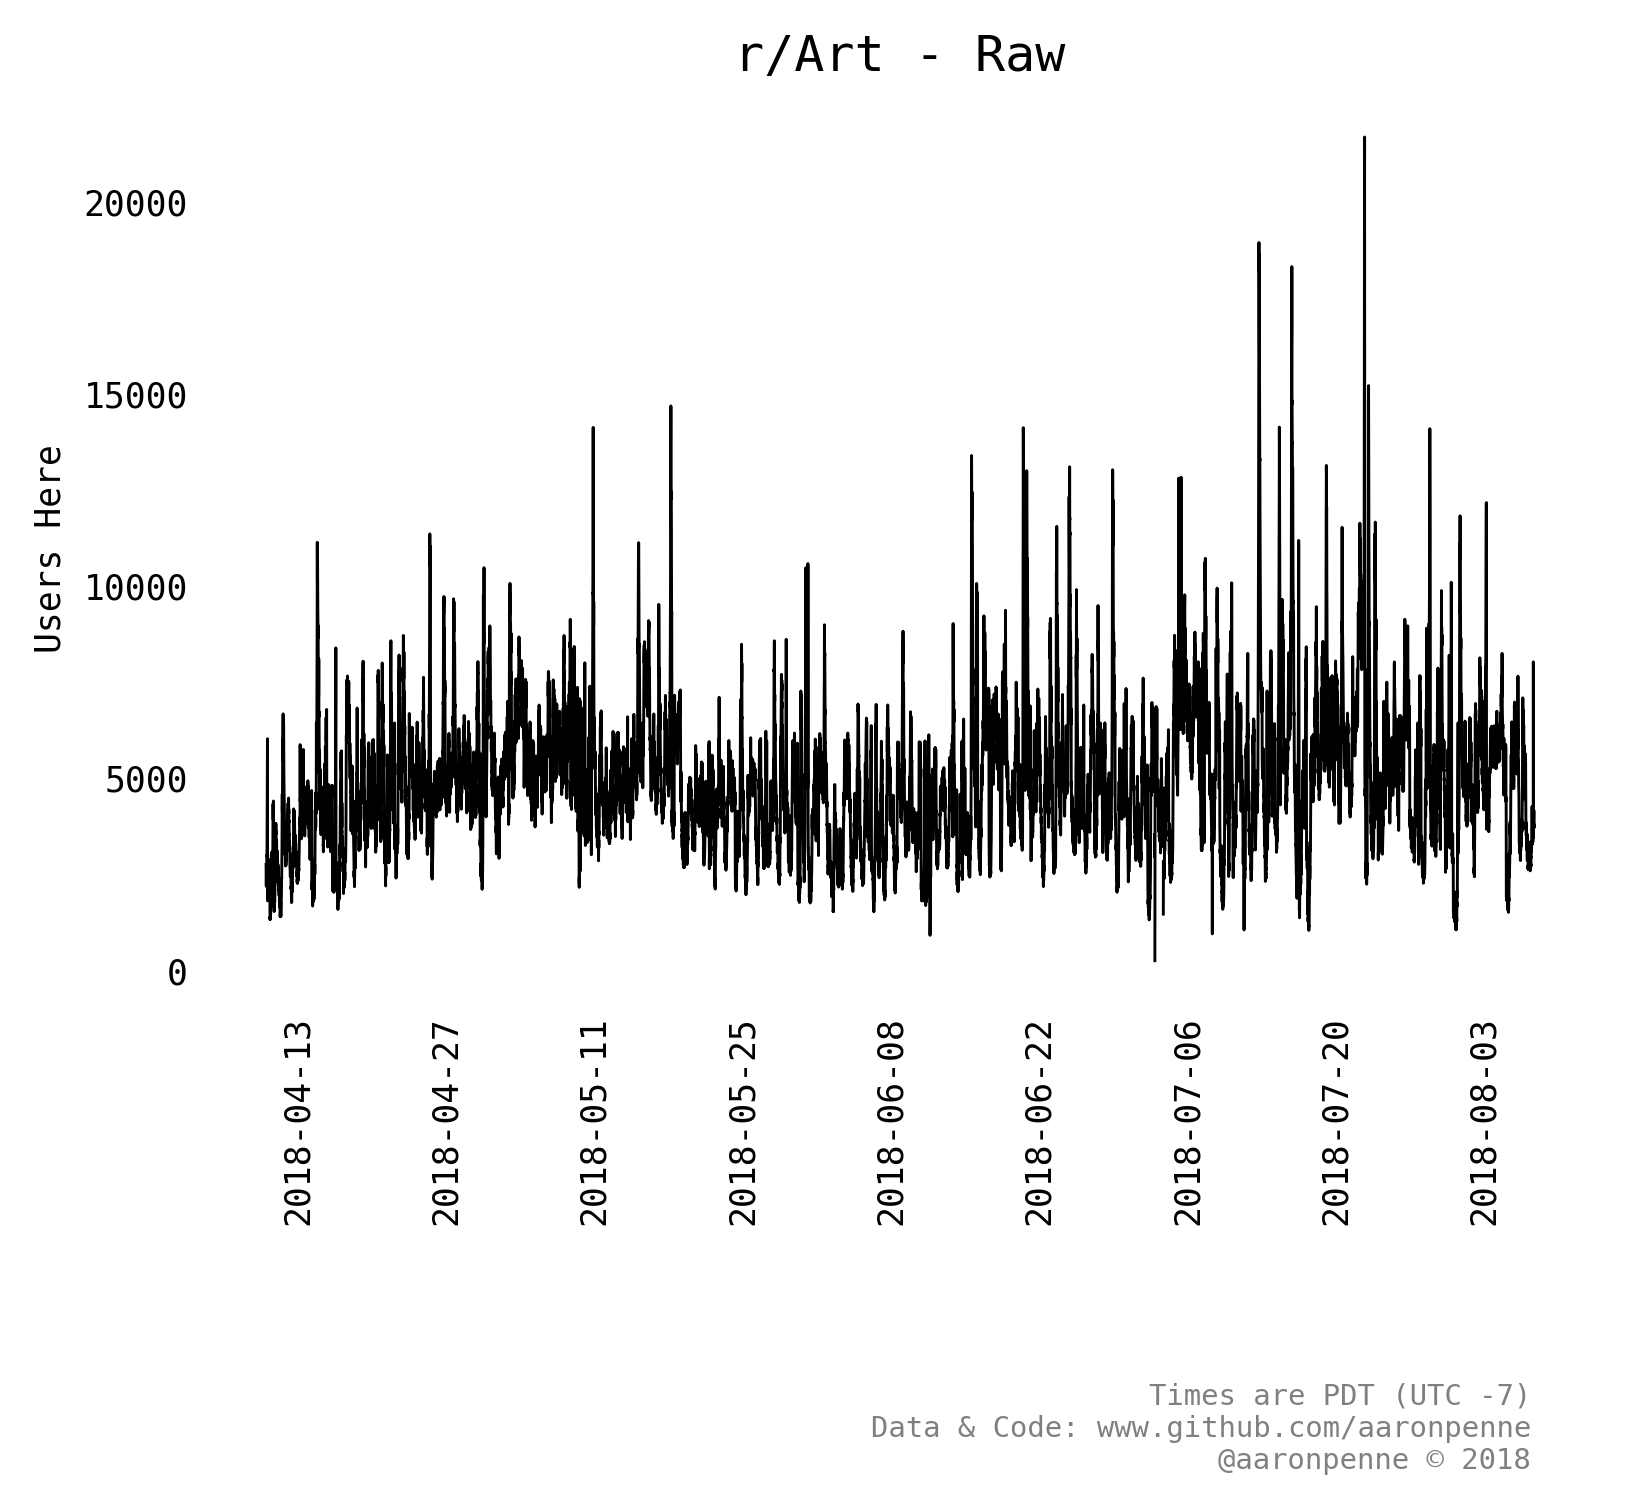 r/Art - Raw
20000
15000
10000
5000
0
Users Here
2018-04-13
2018-04-27
2018-05-11
2018-05-25
2018-06-08
2018-06-22
2018-07-06
2018-07-20
2018-08-03
Times are PDT (UTC -7)
Data & Code: www.github.com/aaronpenne
@aaronpenne © 2018